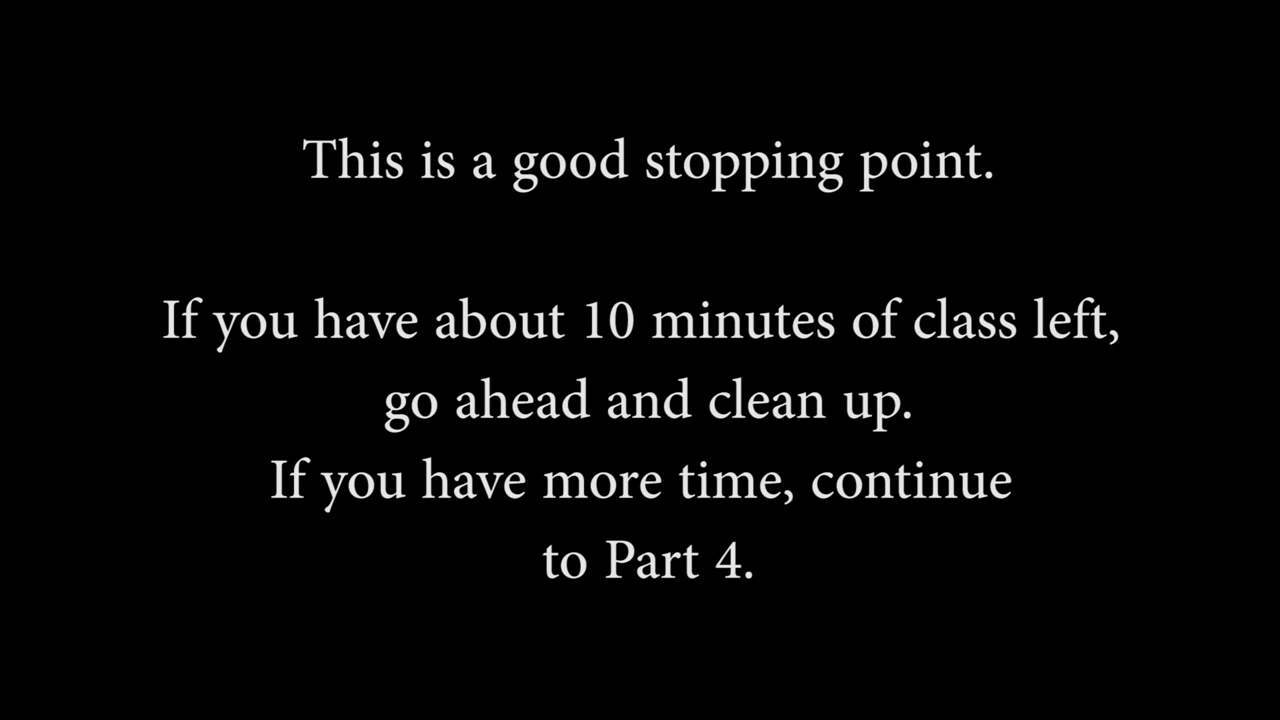 This is a good stopping point.
If you have about 10 minutes of class left,
go ahead and clean up.
If you have more time, continue
to Part 4.